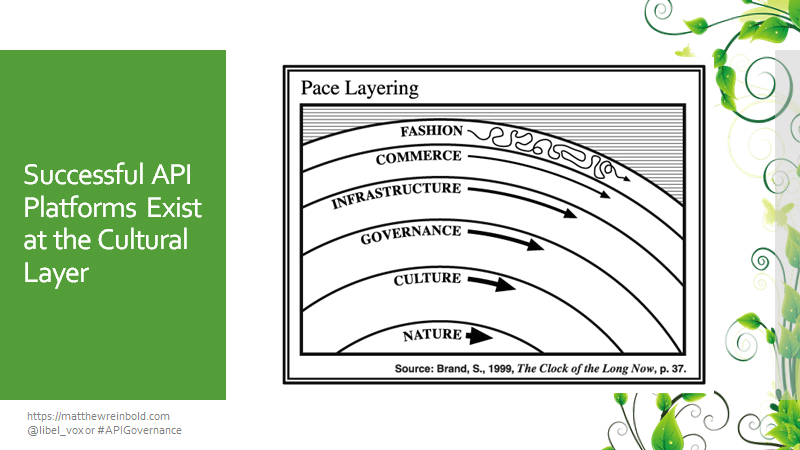 Successful API
Platforms Exist
at the Cultural
Layer
Pace Layering
FASHION
COMMERCE
INFRASTRUCTURE
GOVERNANCE
CULTURE
NATURE
Source: Brand, S., 1999, The Clock of the Long Now, p. 37.
https://matthewreinbold.com
@libel_vox or #APIGovernance